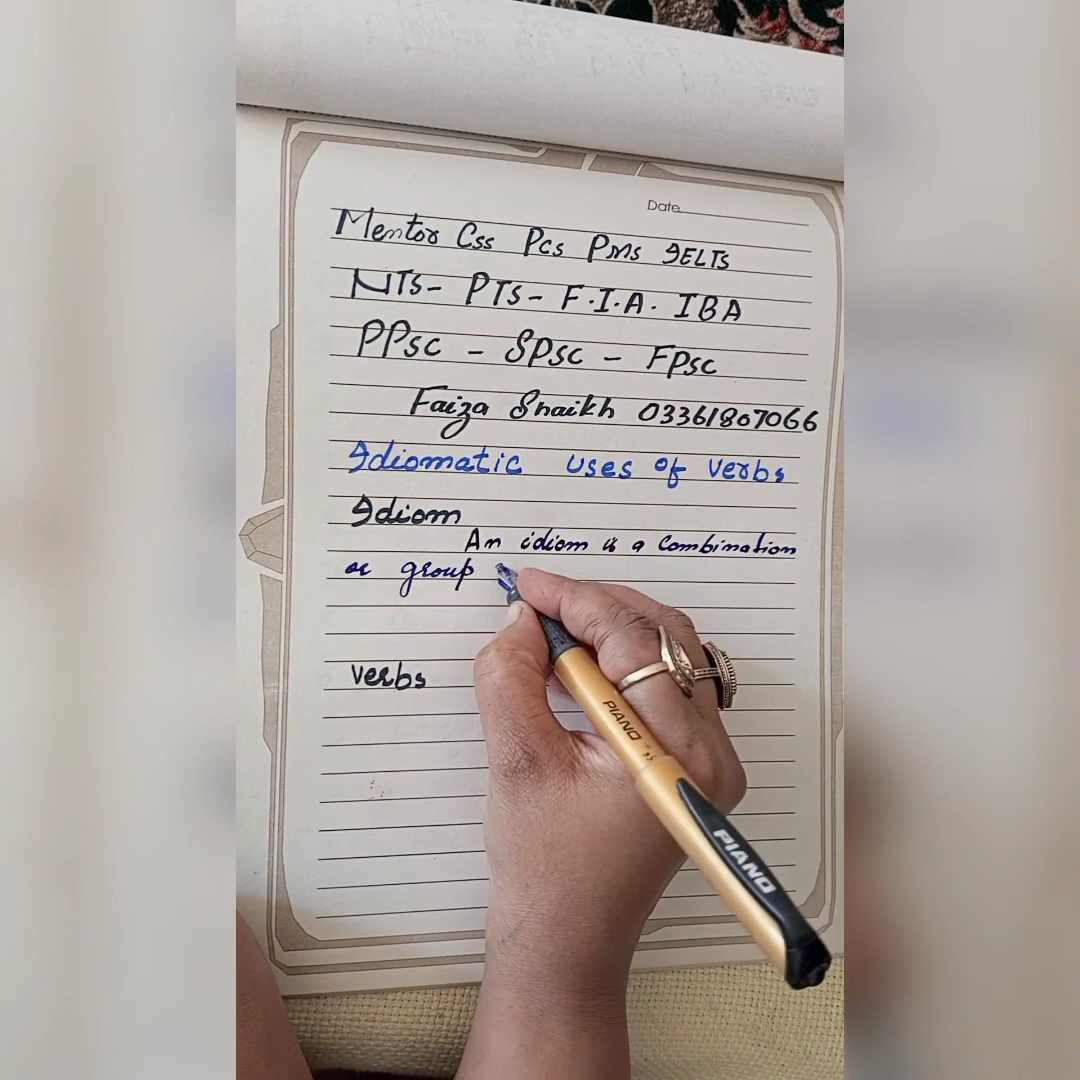 Date
Mentor Css Pcs PMs IELTs
NTs- PTs- F.I.A. IBA
PPsc - SPsc - FPsc
Faiza Shaikh 03361807066
Idiomatic uses of verbs
Idiom
An idiom is a combination
or group
verbs
PIANO
PIANO